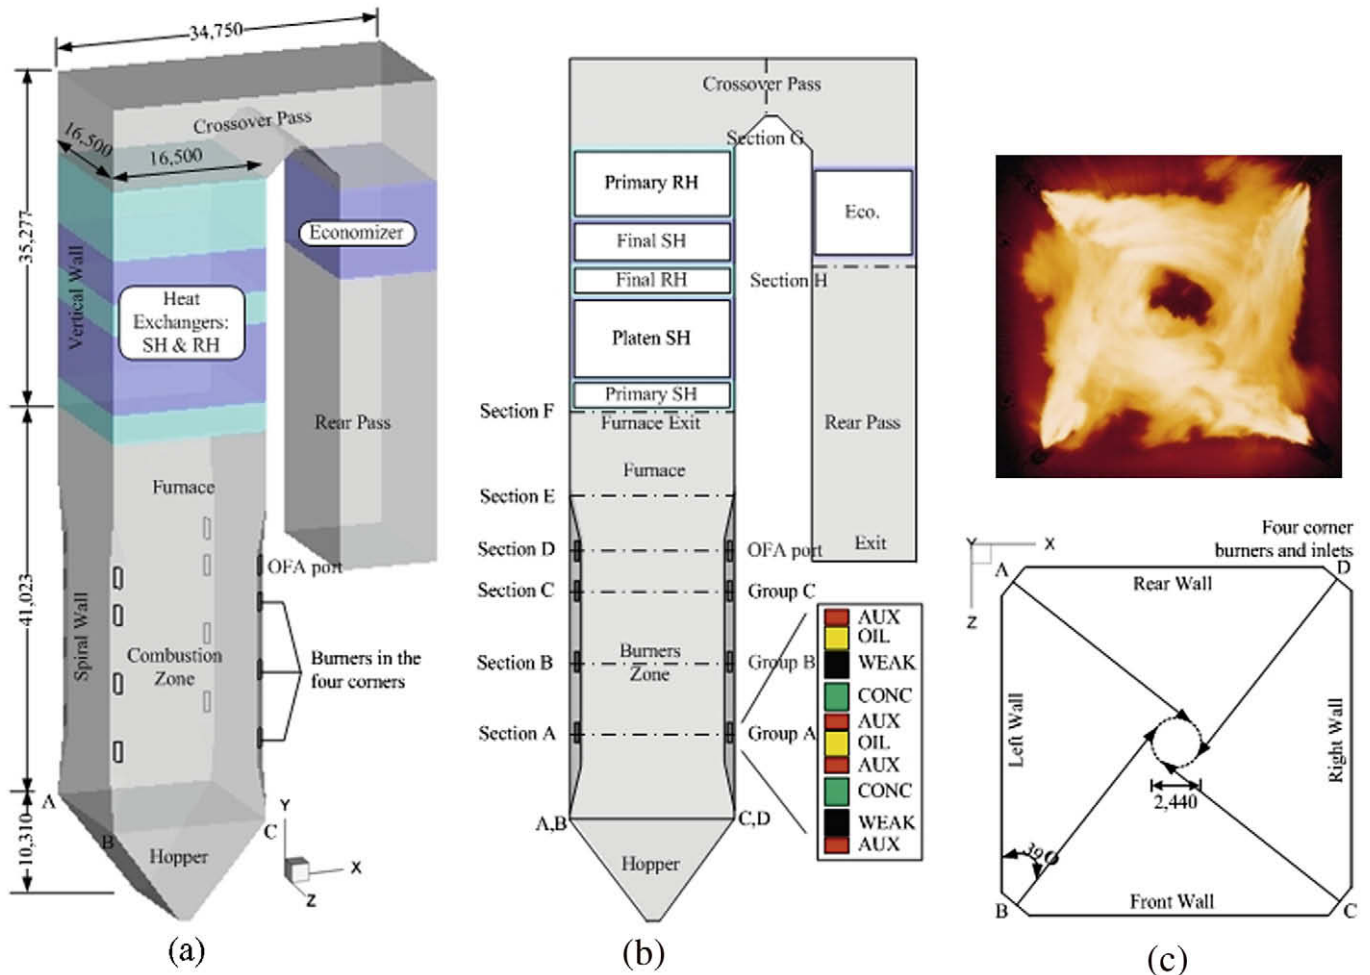 34,750
Crossover Pass
16,500
16,500
35,277
Vertical Wall
Economizer
Heat
Exchangers:
SH & RH
Rear Pass
Furnace
OFA port
41,023
Spiral Wall
Combustion
Zone
Burners in the
four corners
A
B
C
10,310
Hopper
Y
X
Z
(a)
Crossover Pass
Section G
Primary RH
Eco.
Final SH
Final RH
Section H
Platen SH
Primary SH
Section F
Furnace Exit
Rear Pass
Furnace
Section E
Section D
OFA port
Exit
Section C
Group C
Section B
Burners
Zone
Group B
Section A
Group A
AUX
OIL
WEAK
CONC
AUX
OIL
AUX
CONC
WEAK
AUX
A,B
C,D
Hopper
(b)
Four corner
burners and inlets
Y
X
Z
A
D
Rear Wall
Left Wall
Right Wall
2,440
B
Front Wall
C
(c)